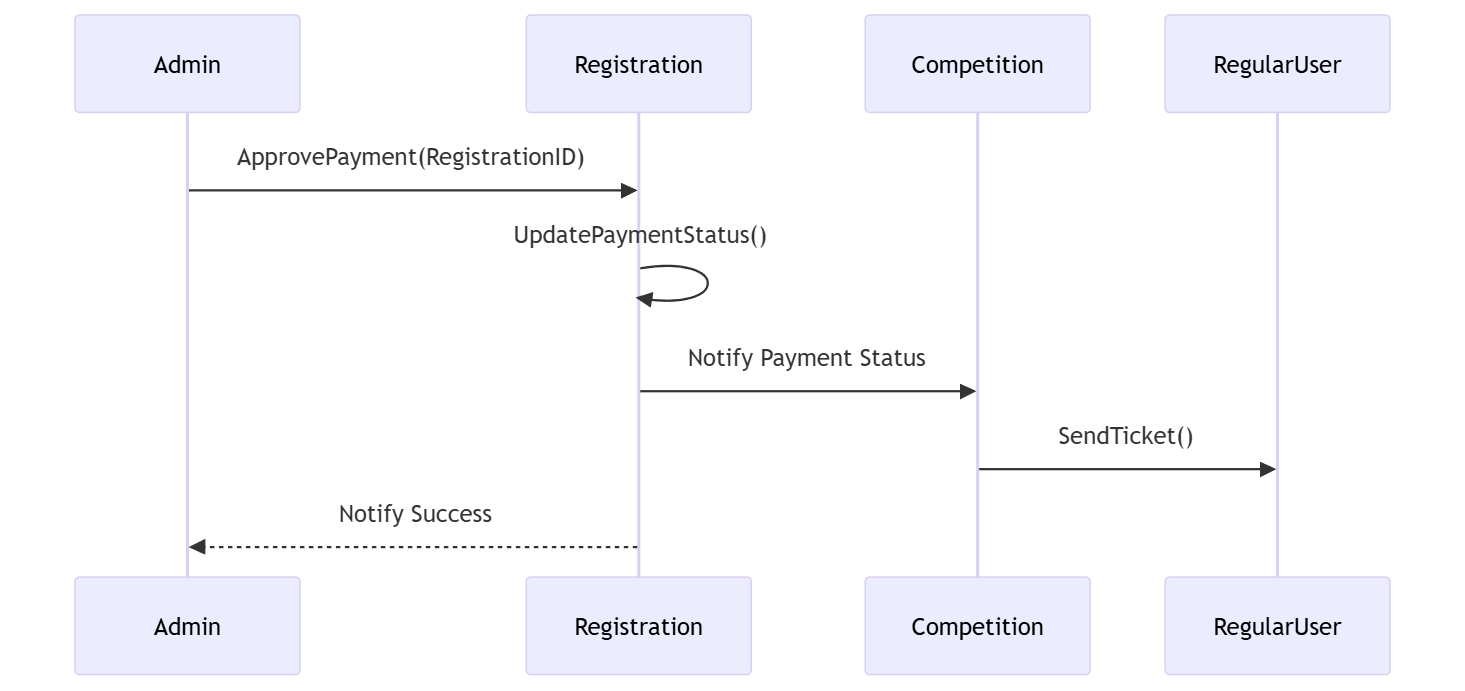 Admin
Registration
Competition
RegularUser
ApprovePayment(RegistrationID)
UpdatePaymentStatus()
Notify Payment Status
SendTicket()
Notify Success
Admin
Registration
Competition
RegularUser